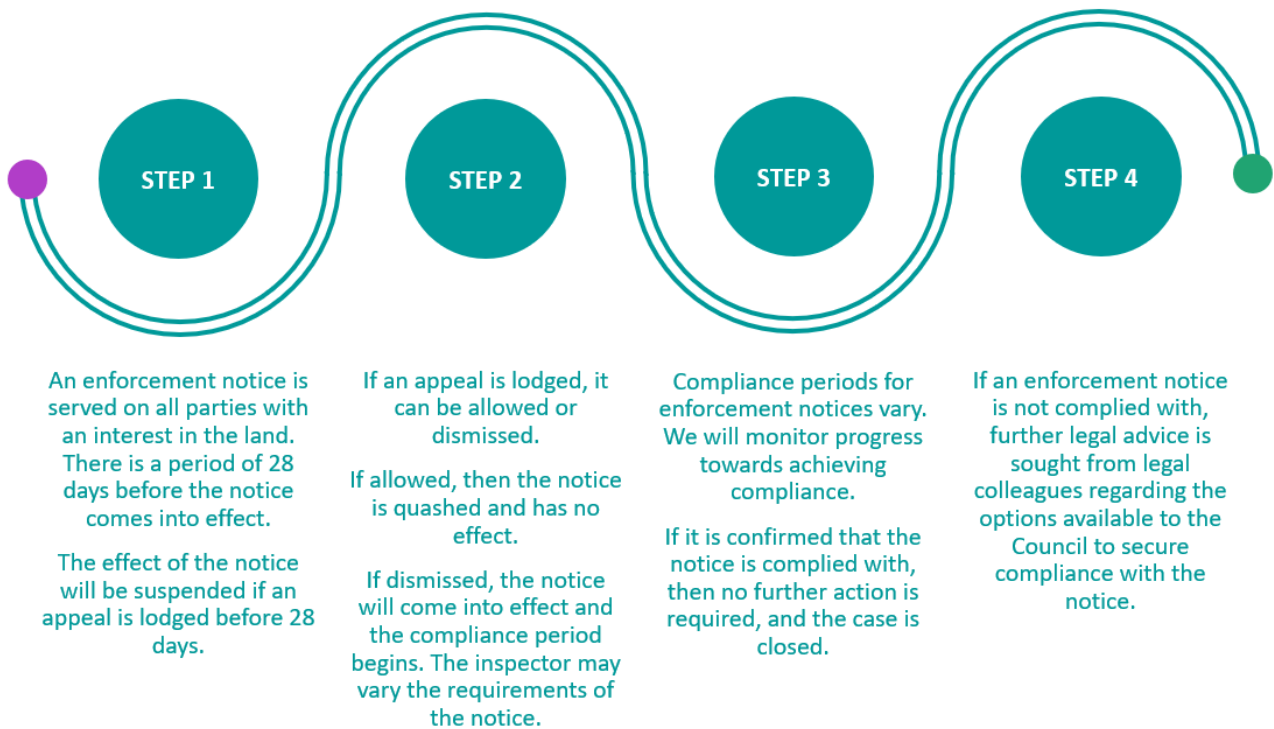 STEP 1
An enforcement notice is
served on all parties with
an interest in the land.
There is a period of 28
days before the notice
comes into effect.
The effect of the notice
will be suspended if an
appeal is lodged before 28
days.
STEP 2
If an appeal is lodged, it
can be allowed or
dismissed.
If allowed, then the notice
is quashed and has no
effect.
If dismissed, the notice
will come into effect and
the compliance period
begins. The inspector may
vary the requirements of
the notice.
STEP 3
Compliance periods for
enforcement notices vary.
We will monitor progress
towards achieving
compliance.
If it is confirmed that the
notice is complied with,
then no further action is
required, and the case is
closed.
STEP 4
If an enforcement notice
is not complied with,
further legal advice is
sought from legal
colleagues regarding the
options available to the
Council to secure
compliance with the
notice.